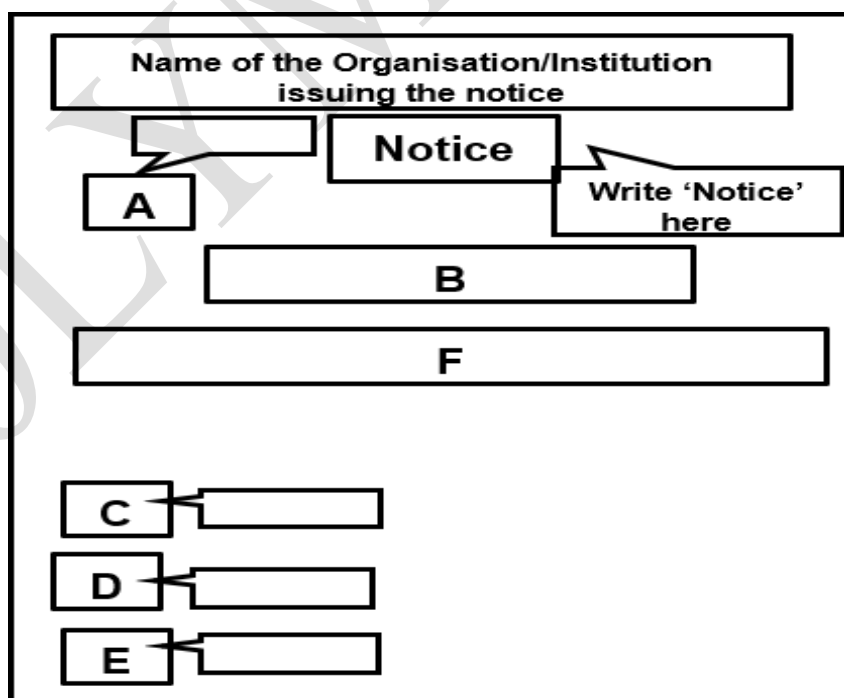 Name of the Organisation/Institution
issuing the notice
Notice
A
Write ‘Notice’
here
B
F
C
D
E